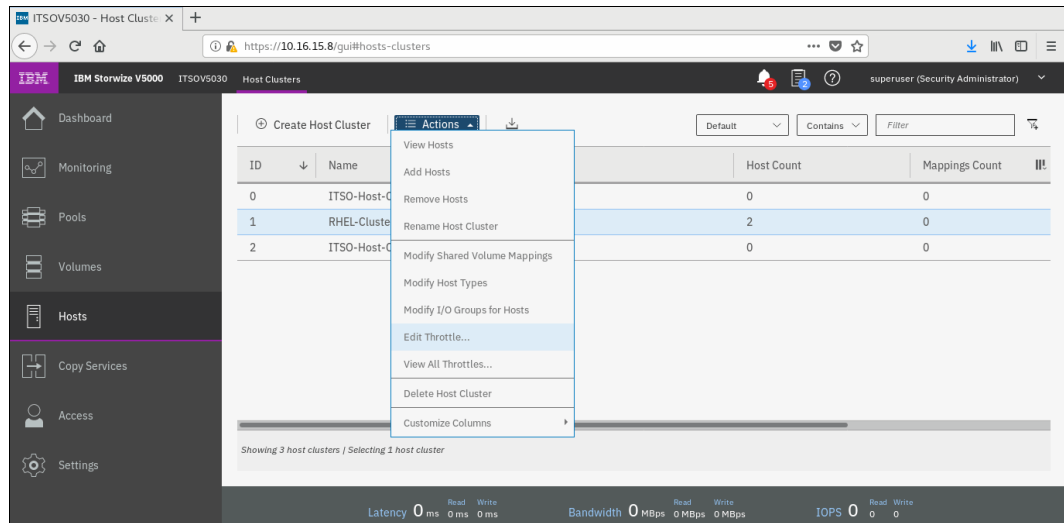 ITSOV5030 - Host Cluste
https://10.16.15.8/gui#hosts-clusters
IBM IBM Storwize V5000 ITSOV5030 Host Clusters 5 2 superuser (Security Administrator)
Dashboard
Monitoring
Pools
Volumes
Hosts
Copy Services
Access
Settings
Create Host Cluster Actions Default Contains Filter
ID Name Host Count Mappings Count
0 ITSO-Host-C 0 0
1 RHEL-Cluste 2 0
2 ITSO-Host-C 0 0
View Hosts
Add Hosts
Remove Hosts
Rename Host Cluster
Modify Shared Volume Mappings
Modify Host Types
Modify I/O Groups for Hosts
Edit Throttle...
View All Throttles...
Delete Host Cluster
Customize Columns
Showing 3 host clusters | Selecting 1 host cluster
Read Write Read Write Read Write
Latency 0 ms 0 ms 0 ms Bandwidth 0 MBps 0 MBps 0 MBps IOPS 0 0 0